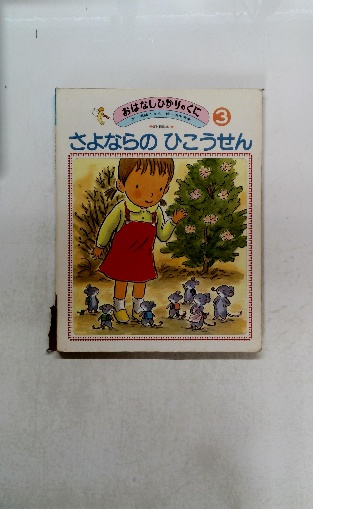 おはなしひかりのくに
3
さよならの ひこうせん